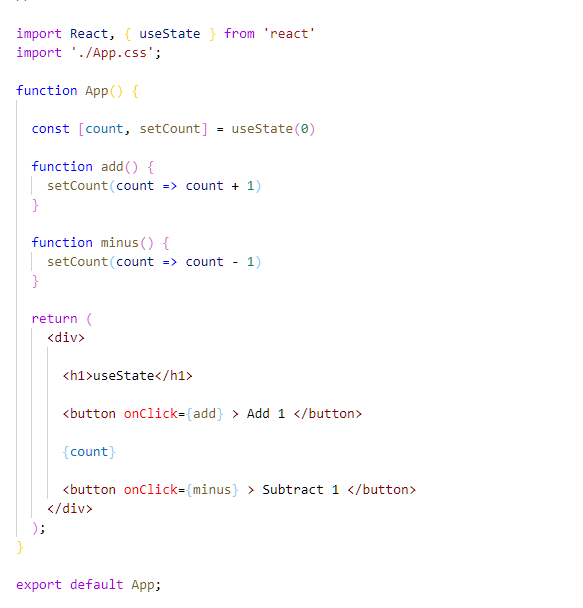 import React, { useState } from 'react'
import './App.css';
function App() {
const [count, setCount] = useState(0)
function add() {
setCount(count => count + 1)
}
function minus() {
setCount(count => count - 1)
}
return (
<div>
<h1>useState</h1>
<button onClick={add} > Add 1 </button>
{count}
<button onClick={minus} > Subtract 1 </button>
</div>
);
}
export default App;